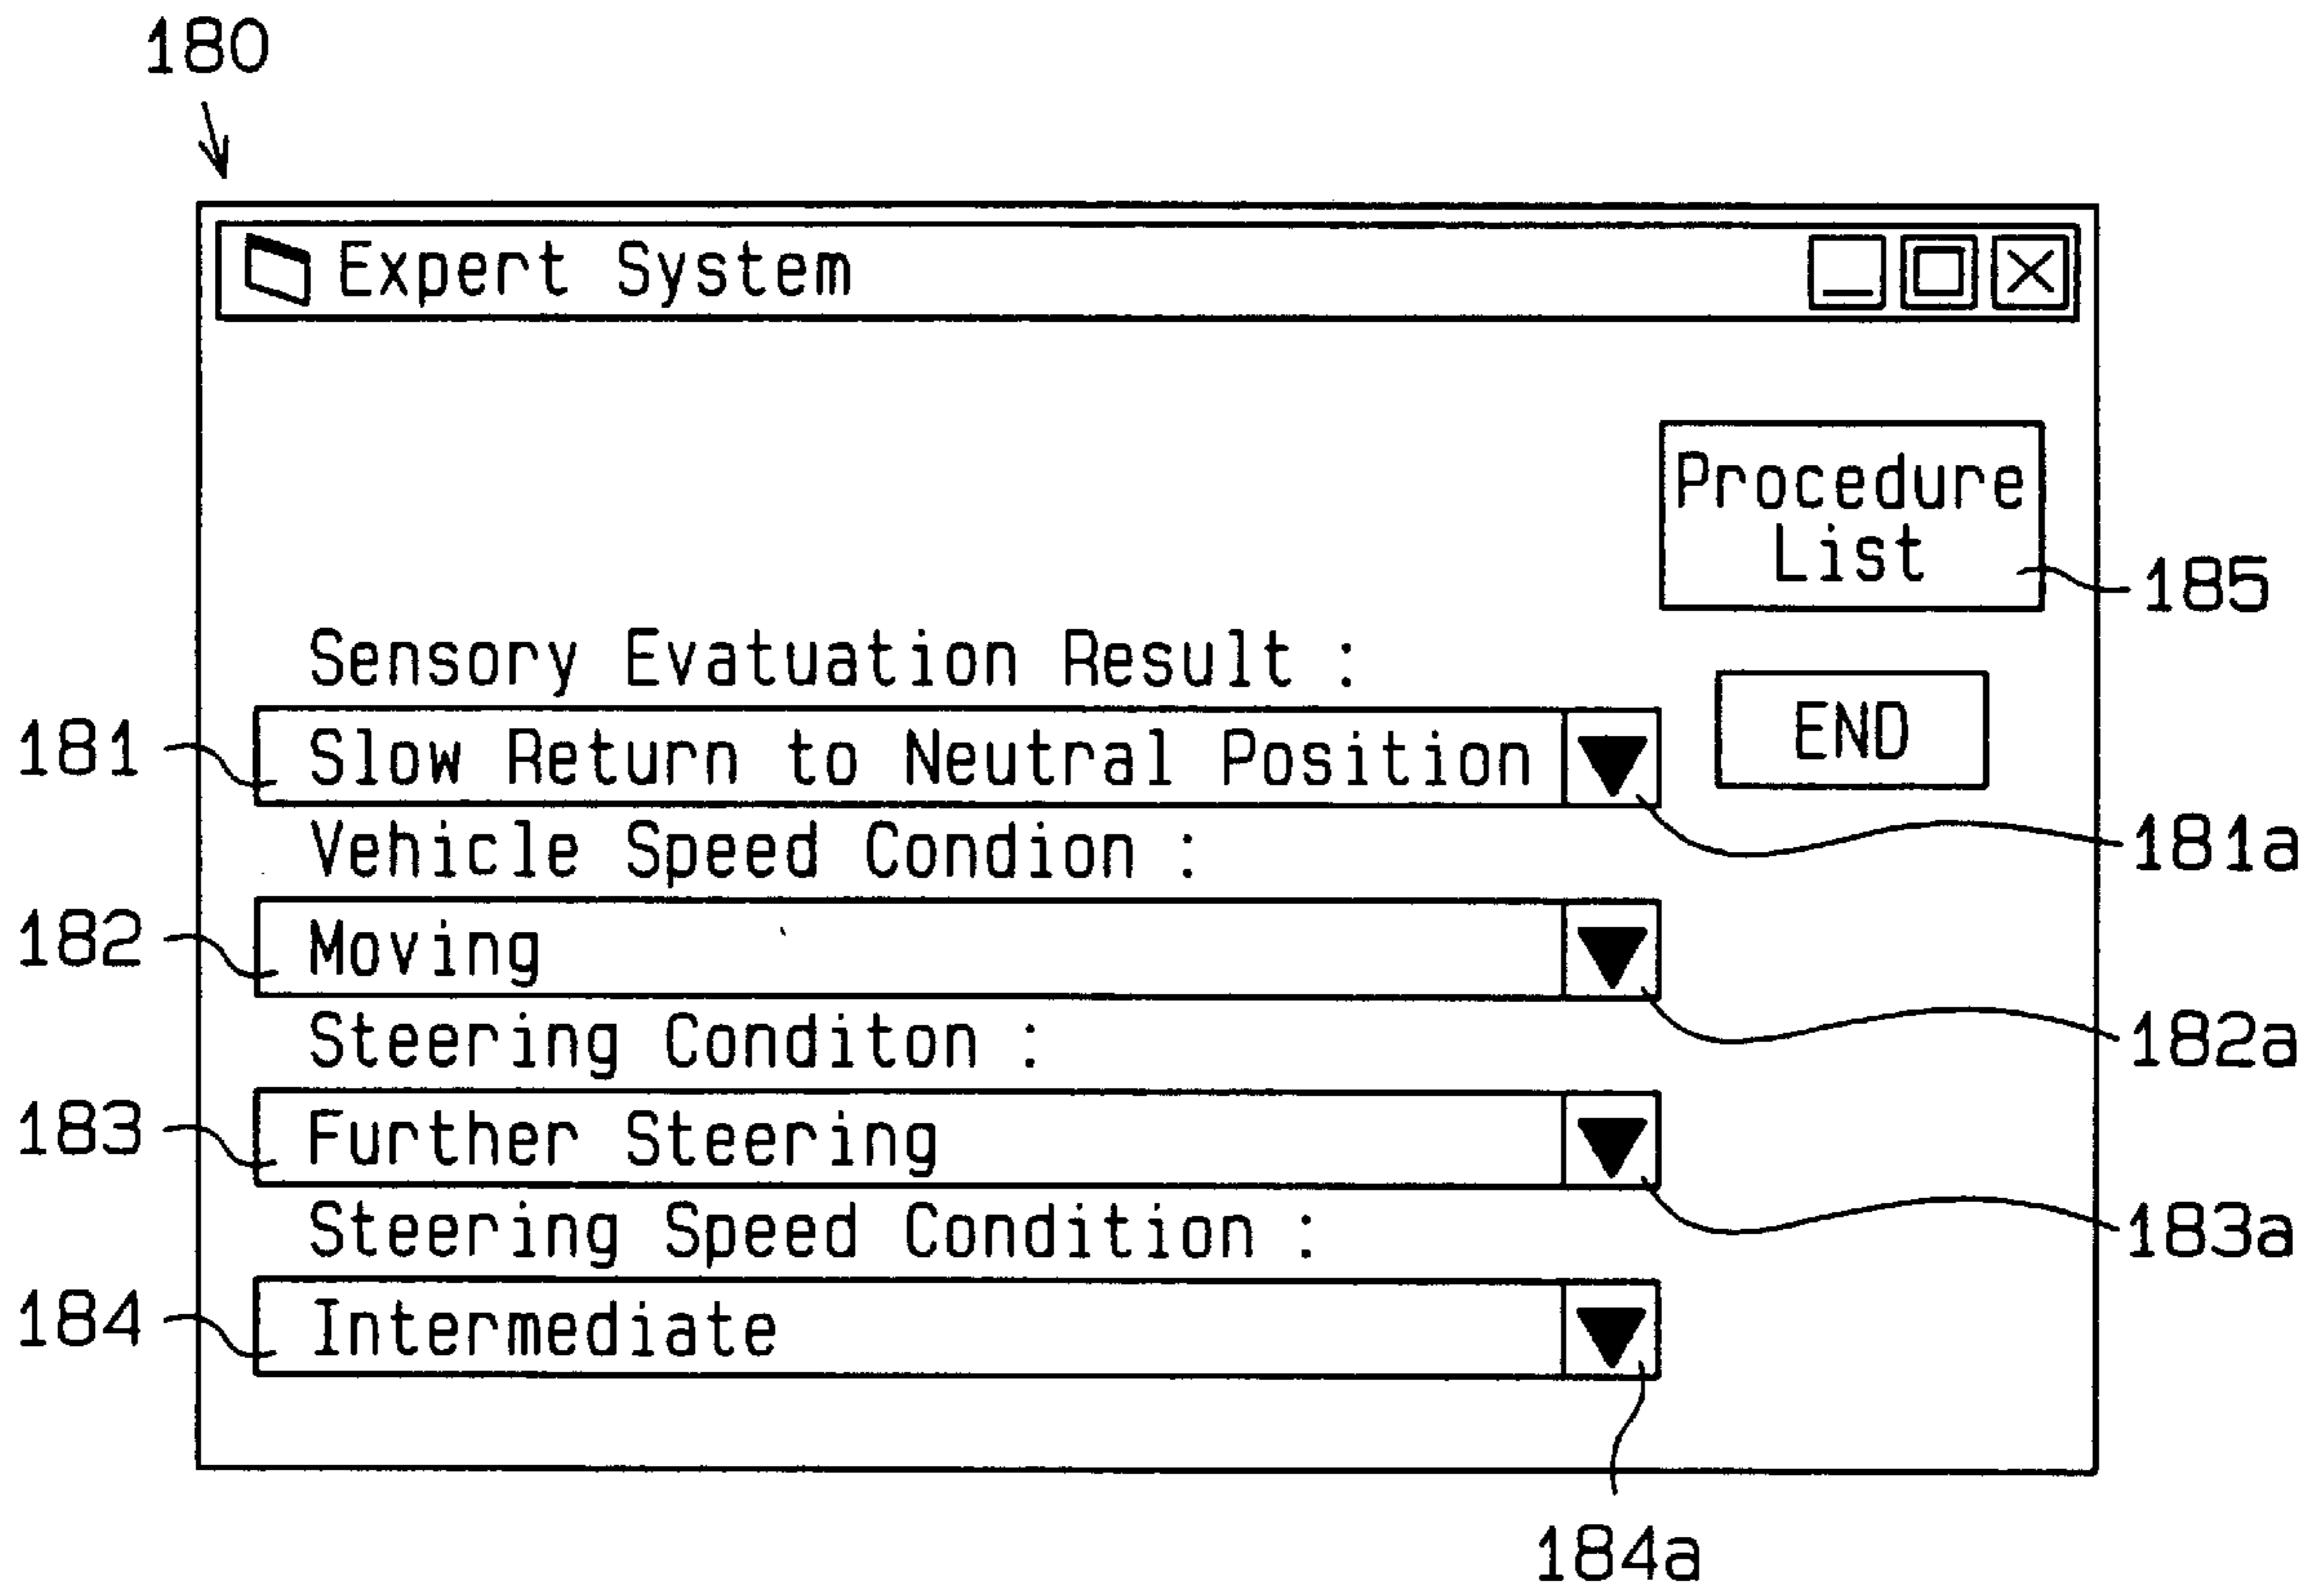 180
Expert System
Procedure
List
185
Sensory Evatuation Result :
END
181
Slow Return to Neutral Position
181a
Vehicle Speed Condion :
182
Moving
182a
Steering Conditon :
183
Further Steering
183a
Steering Speed Condition :
184
Intermediate
184a